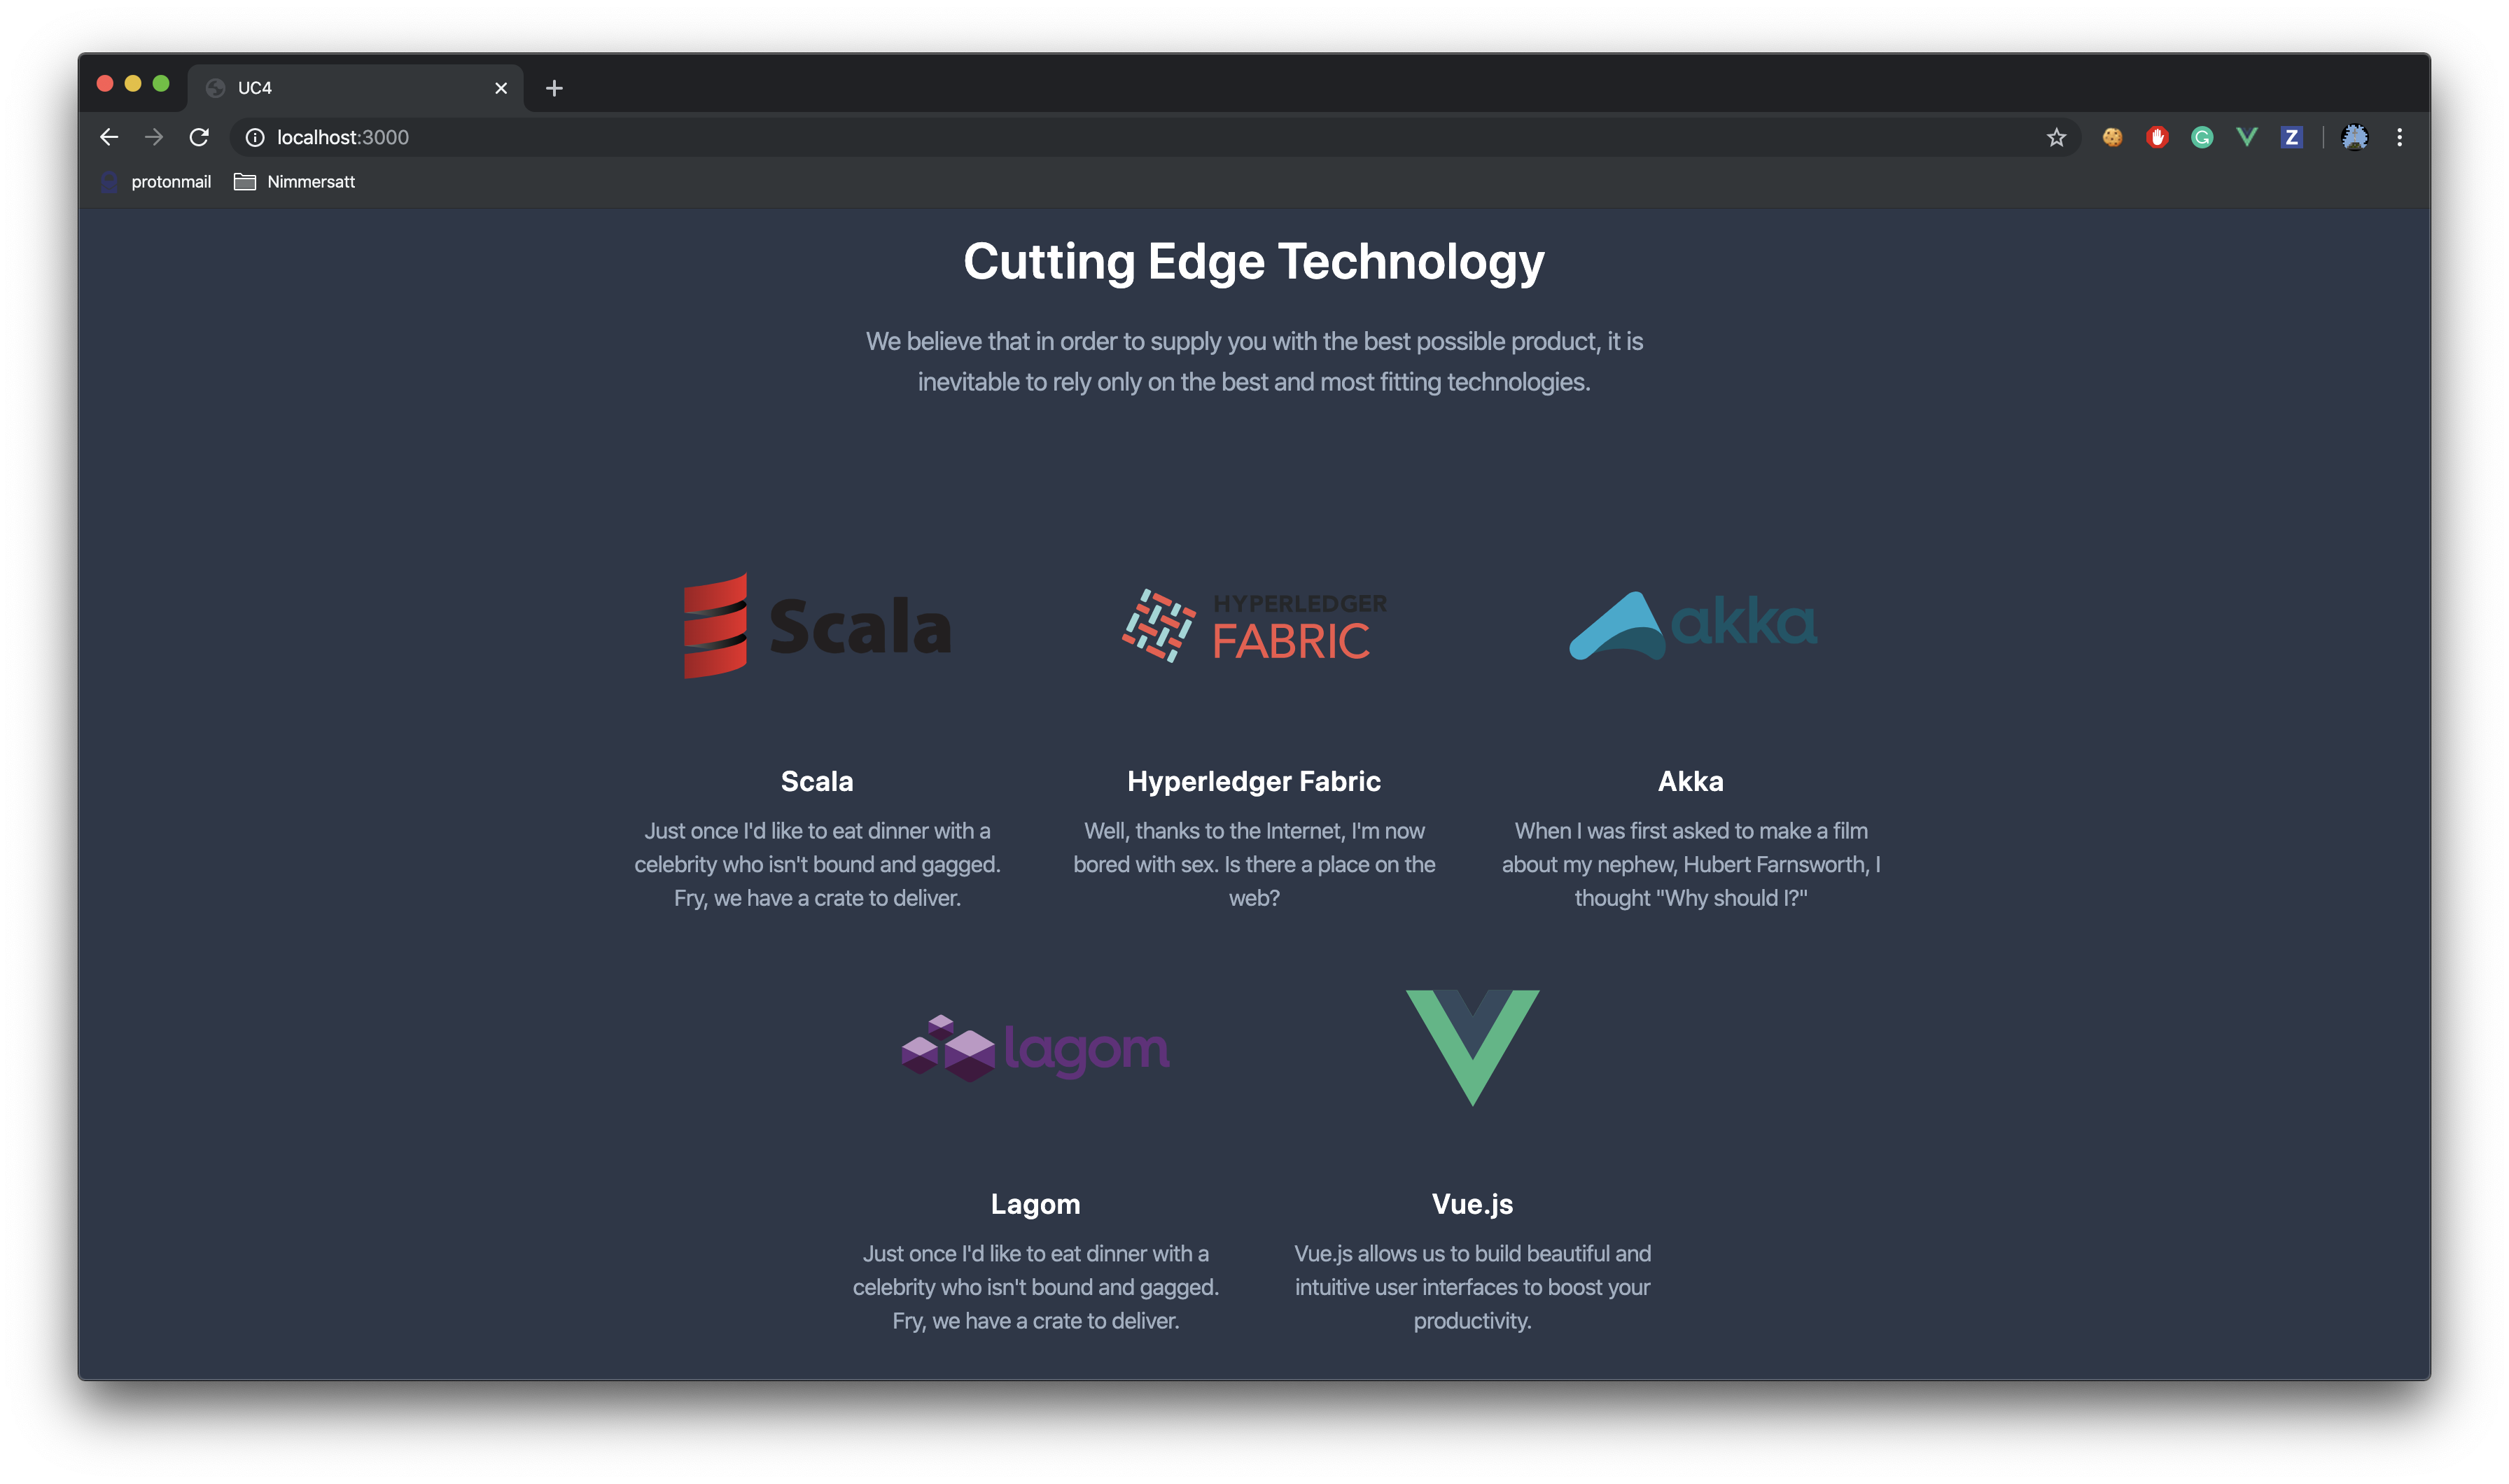 UC4
localhost:3000
protonmail
Nimmersatt
Cutting Edge Technology
We believe that in order to supply you with the best possible product, it is
inevitable to rely only on the best and most fitting technologies.
Scala
HYPERLEDGER
FABRIC
akka
Scala
Just once I'd like to eat dinner with a
celebrity who isn't bound and gagged.
Fry, we have a crate to deliver.
Hyperledger Fabric
Well, thanks to the Internet, I'm now
bored with sex. Is there a place on the
web?
Akka
When I was first asked to make a film
about my nephew, Hubert Farnsworth, I
thought "Why should I?"
lagom
Lagom
Just once I'd like to eat dinner with a
celebrity who isn't bound and gagged.
Fry, we have a crate to deliver.
Vue.js
Vue.js allows us to build beautiful and
intuitive user interfaces to boost your
productivity.